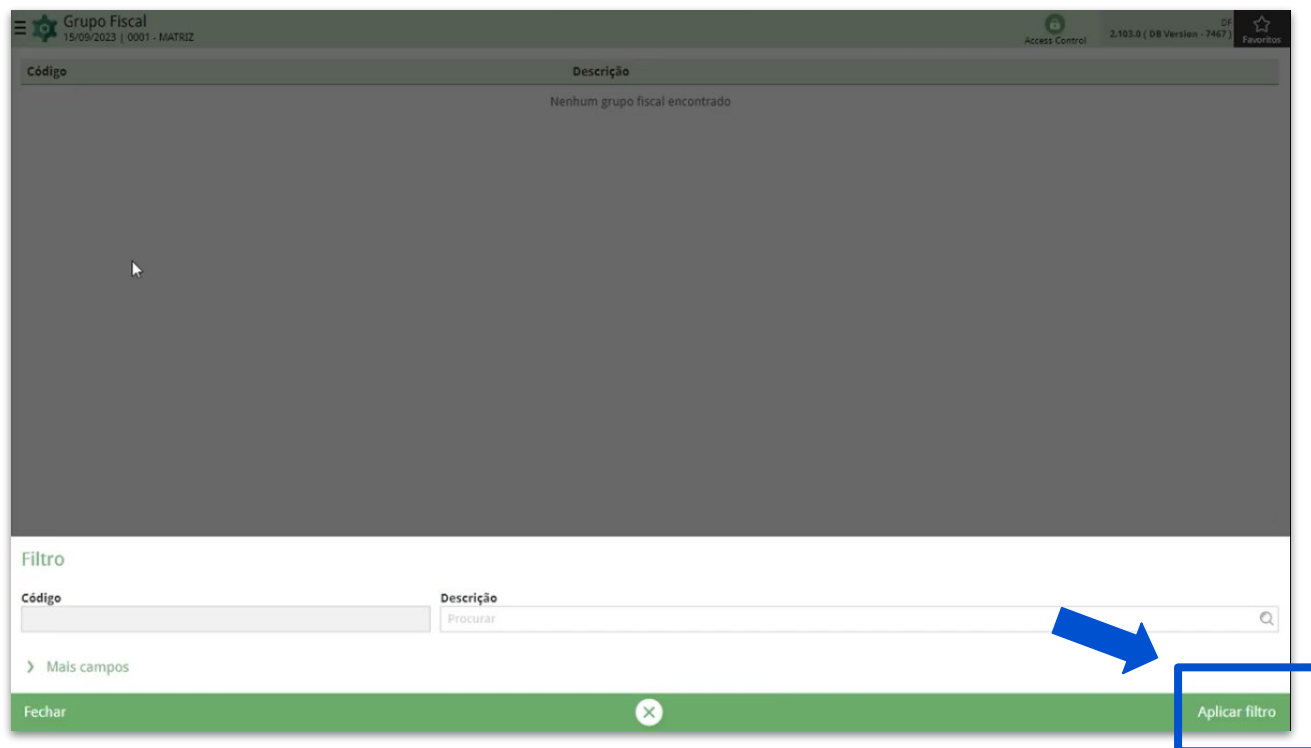 Grupo Fiscal
15/09/2023 | 0001 - MATRIZ
Access Control
DF
2.103.0 ( DB Version - 7467 )
Favoritos
Código Descrição
Nenhum grupo fiscal encontrado
Filtro
Código Descrição
Procurar
Mais campos
Fechar Aplicar filtro